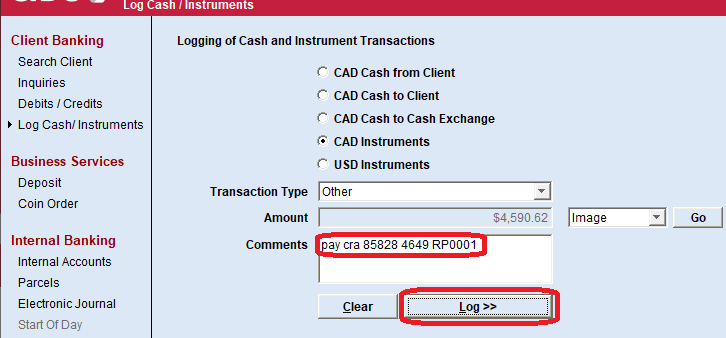 Log Cash / Instruments
Client Banking
Search Client
Inquiries
Debits / Credits
Log Cash/ Instruments
Business Services
Deposit
Coin Order
Internal Banking
Internal Accounts
Parcels
Electronic Journal
Start Of Day
Logging of Cash and Instrument Transactions
CAD Cash from Client
CAD Cash to Client
CAD Cash to Cash Exchange
CAD Instruments
USD Instruments
Transaction Type Other
Amount $4,590.62 Image Go
Comments pay cra 85828 4649 RP0001
Clear Log >>